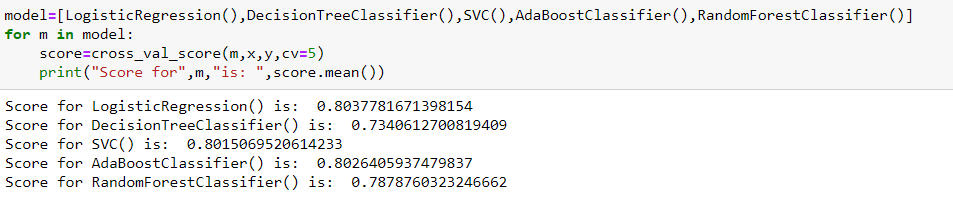 model=[LogisticRegression(),DecisionTreeClassifier(),SVC(),AdaBoostClassifier(),RandomForestClassifier()]
for m in model:
    score=cross_val_score(m,x,y,cv=5)
    print("Score for",m,"is: ",score.mean())
Score for LogisticRegression() is:  0.8037781671398154
Score for DecisionTreeClassifier() is:  0.7340612700819409
Score for SVC() is:  0.8015069520614233
Score for AdaBoostClassifier() is:  0.8026405937479837
Score for RandomForestClassifier() is:  0.7878760323246662